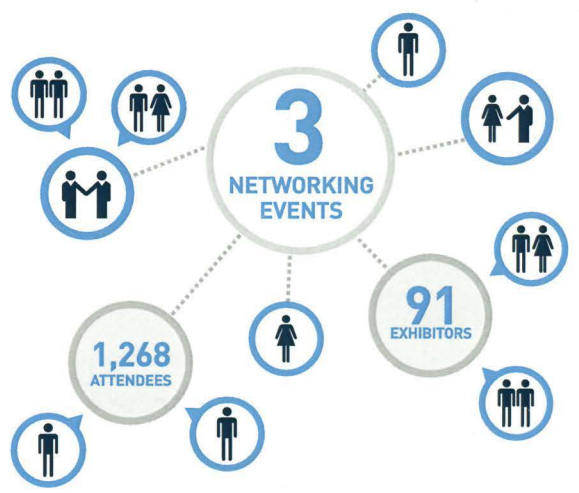 3
NETWORKING
EVENTS
91
EXHIBITORS
1,268
ATTENDEES